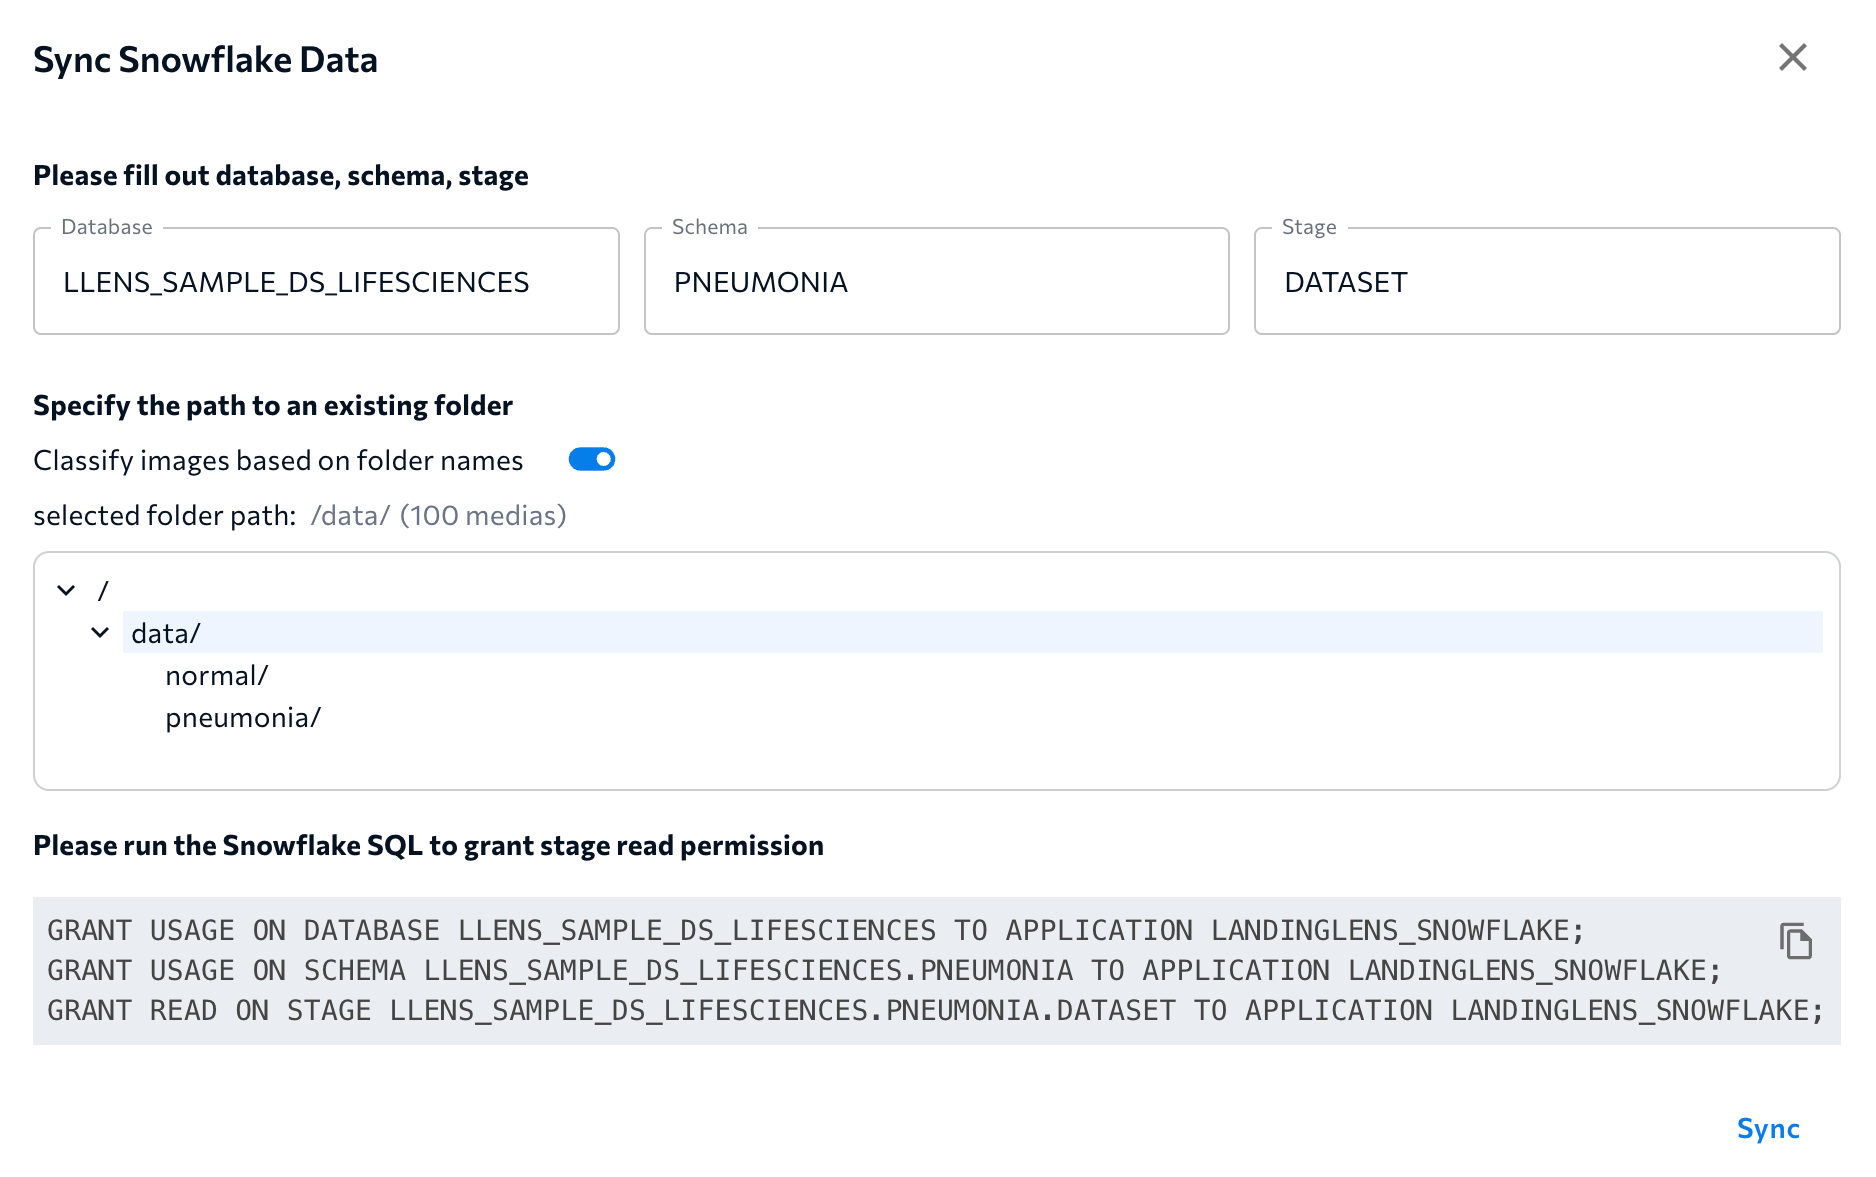 Sync Snowflake Data
Please fill out database, schema, stage
Database
Schema
Stage
LLENS_SAMPLE_DS_LIFESCIENCES
PNEUMONIA
DATASET
Specify the path to an existing folder
Classify images based on folder names
selected folder path: /data/ (100 medias)
/
data/
normal/
pneumonia/
Please run the Snowflake SQL to grant stage read permission
GRANT USAGE ON DATABASE LLENS_SAMPLE_DS_LIFESCIENCES TO APPLICATION LANDINGLENS_SNOWFLAKE;
GRANT USAGE ON SCHEMA LLENS_SAMPLE_DS_LIFESCIENCES.PNEUMONIA TO APPLICATION LANDINGLENS_SNOWFLAKE;
GRANT READ ON STAGE LLENS_SAMPLE_DS_LIFESCIENCES.PNEUMONIA.DATASET TO APPLICATION LANDINGLENS_SNOWFLAKE;
Sync